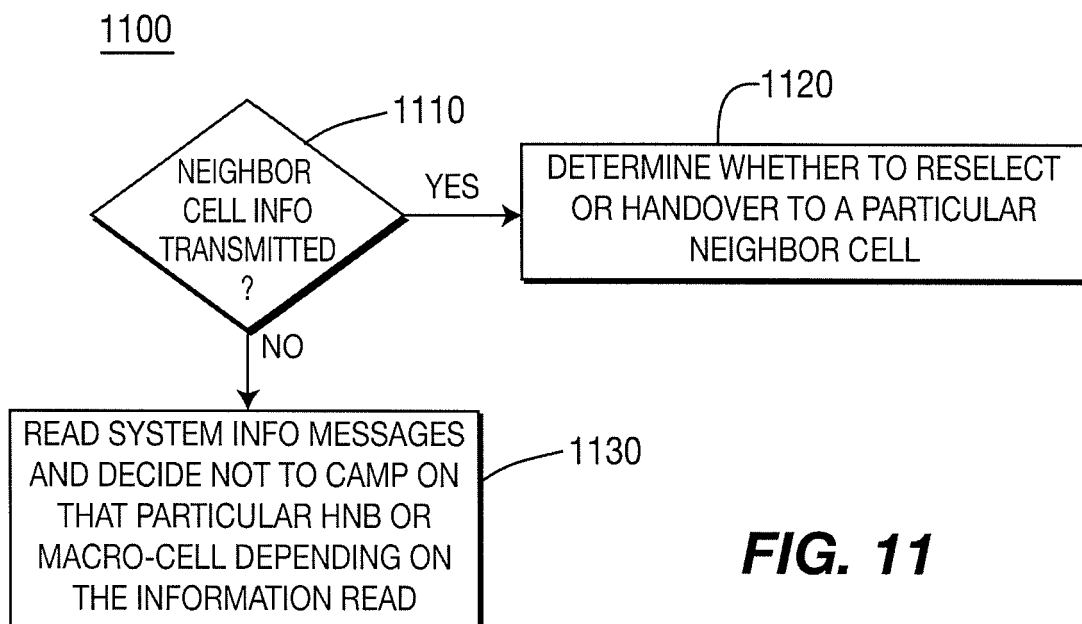 1100
1110
1120
NEIGHBOR
CELL INFO
TRANSMITTED
?
YES
DETERMINE WHETHER TO RESELECT
OR HANDOVER TO A PARTICULAR
NEIGHBOR CELL
NO
READ SYSTEM INFO MESSAGES
AND DECIDE NOT TO CAMP ON
THAT PARTICULAR HNB OR
MACRO-CELL DEPENDING ON
THE INFORMATION READ
1130
FIG. 11